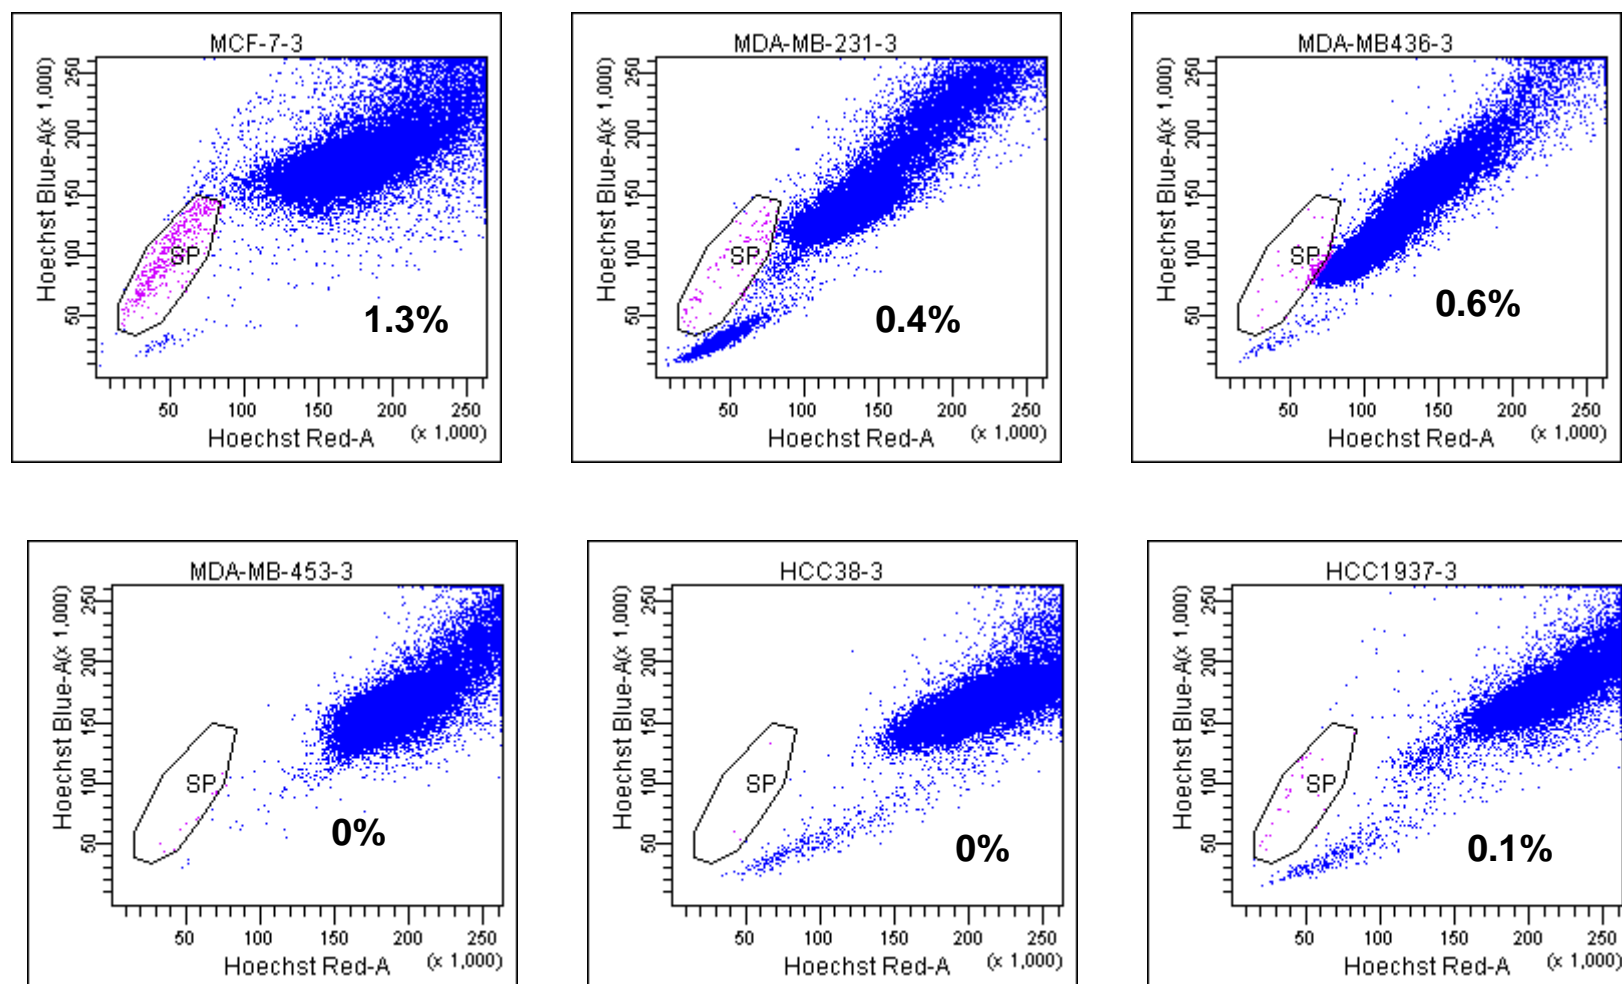 MCF-7-3
Hoechst Blue-A(x 1,000)
250
200
150
100
50
SP
1.3%
50 100 150 200 250
Hoechst Red-A (x 1,000)
MDA-MB-231-3
Hoechst Blue-A(x 1,000)
250
200
150
100
50
SP
0.4%
50 100 150 200 250
Hoechst Red-A (x 1,000)
MDA-MB436-3
Hoechst Blue-A(x 1,000)
250
200
150
100
50
SP
0.6%
50 100 150 200 250
Hoechst Red-A (x 1,000)
MDA-MB-453-3
Hoechst Blue-A(x 1,000)
250
200
150
100
50
SP
0%
50 100 150 200 250
Hoechst Red-A (x 1,000)
HCC38-3
Hoechst Blue-A(x 1,000)
250
200
150
100
50
SP
0%
50 100 150 200 250
Hoechst Red-A (x 1,000)
HCC1937-3
Hoechst Blue-A(x 1,000)
250
200
150
100
50
SP
0.1%
50 100 150 200 250
Hoechst Red-A (x 1,000)